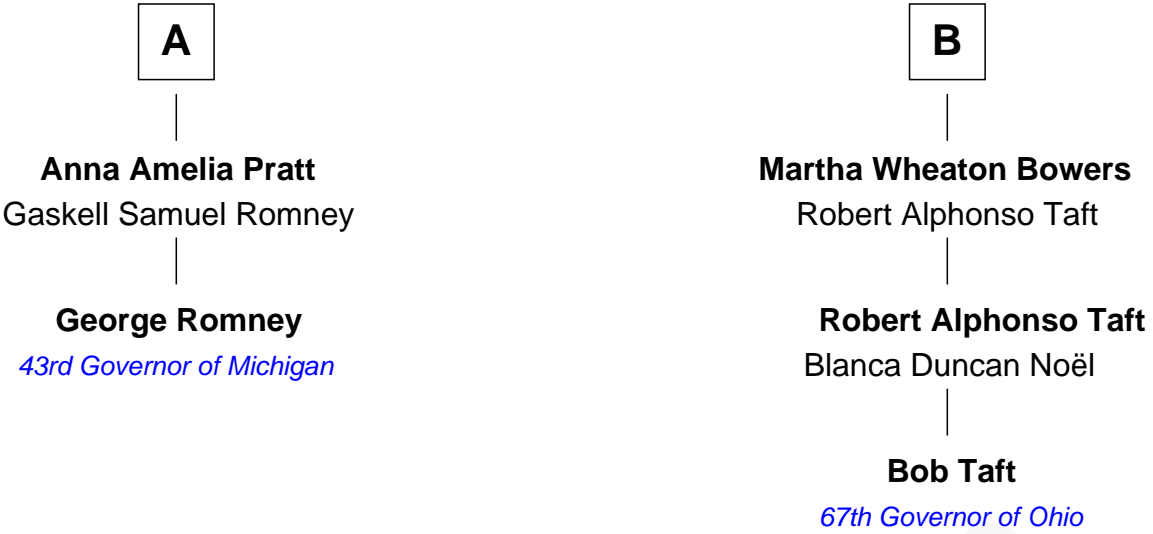 A
B
Anna Amelia Pratt
Gaskell Samuel Romney
Martha Wheaton Bowers
Robert Alphonso Taft
George Romney
43rd Governor of Michigan
Robert Alphonso Taft
Blanca Duncan Noël
Bob Taft
67th Governor of Ohio